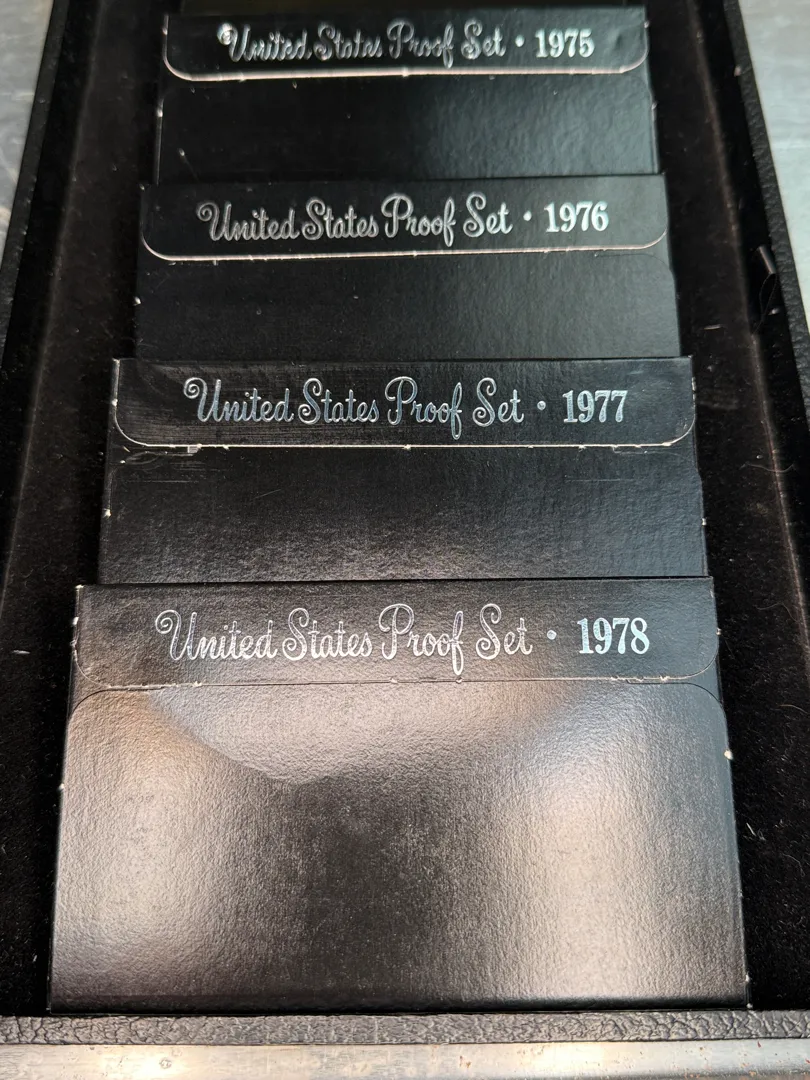 United States Proof Set • 1975
United States Proof Set • 1976
United States Proof Set • 1977
United States Proof Set • 1978